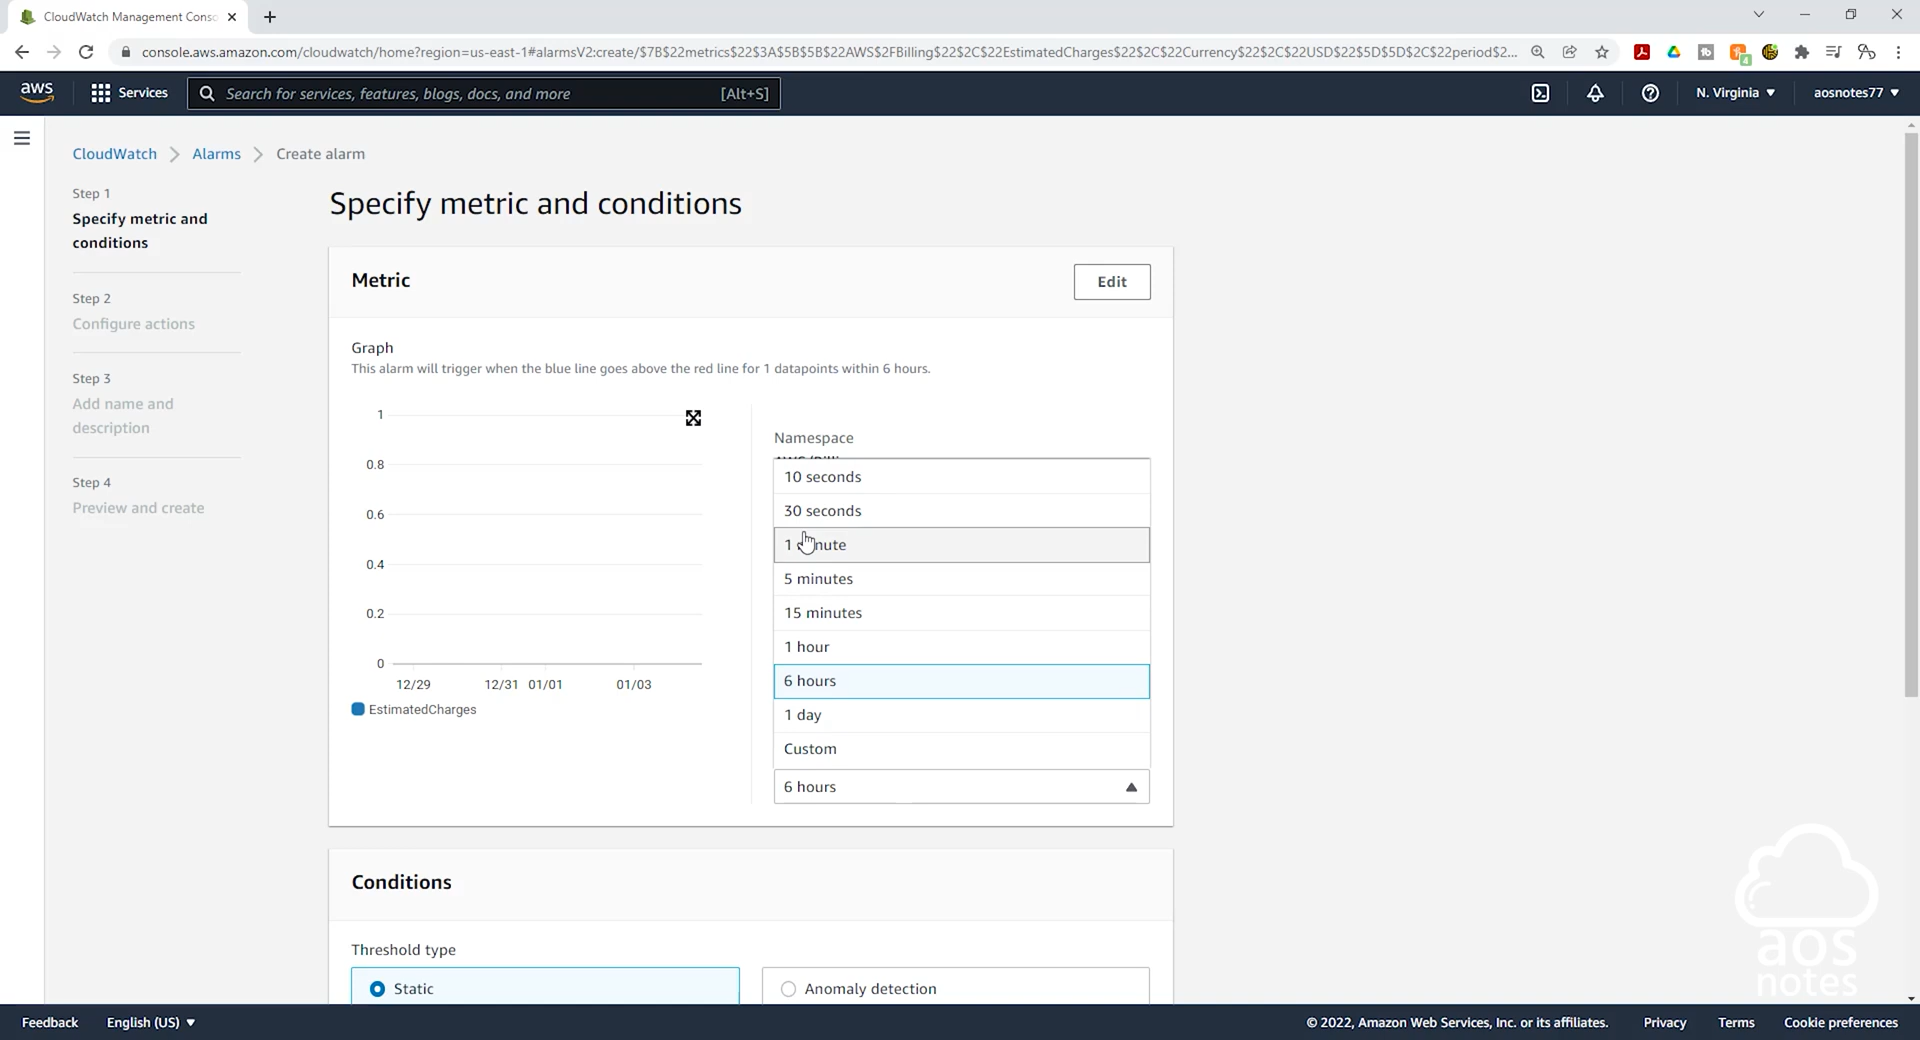 CloudWatch Management Conso
console.aws.amazon.com/cloudwatch/home?region=us-east-1#alarmsV2:create/$7B$22metrics$22$3A$5B$5B$22AWS$2FBilling$22$2C$22EstimatedCharges$22$2C$22Currency$22$2C$22USD$22$5D$5D$2C$22period$2...
aws
Services
Search for services, features, blogs, docs, and more
[Alt+S]
N. Virginia
aosnotes77
CloudWatch
Alarms
Create alarm
Step 1
Specify metric and
conditions
Step 2
Configure actions
Step 3
Add name and
description
Step 4
Preview and create
Specify metric and conditions
Metric
Edit
Graph
This alarm will trigger when the blue line goes above the red line for 1 datapoints within 6 hours.
1
0.8
0.6
0.4
0.2
0
12/29
12/31
01/01
01/03
EstimatedCharges
Namespace
10 seconds
30 seconds
1 minute
5 minutes
15 minutes
1 hour
6 hours
1 day
Custom
6 hours
Conditions
Threshold type
Static
Anomaly detection
aos
notes
Feedback
English (US)
© 2022, Amazon Web Services, Inc. or its affiliates.
Privacy
Terms
Cookie preferences